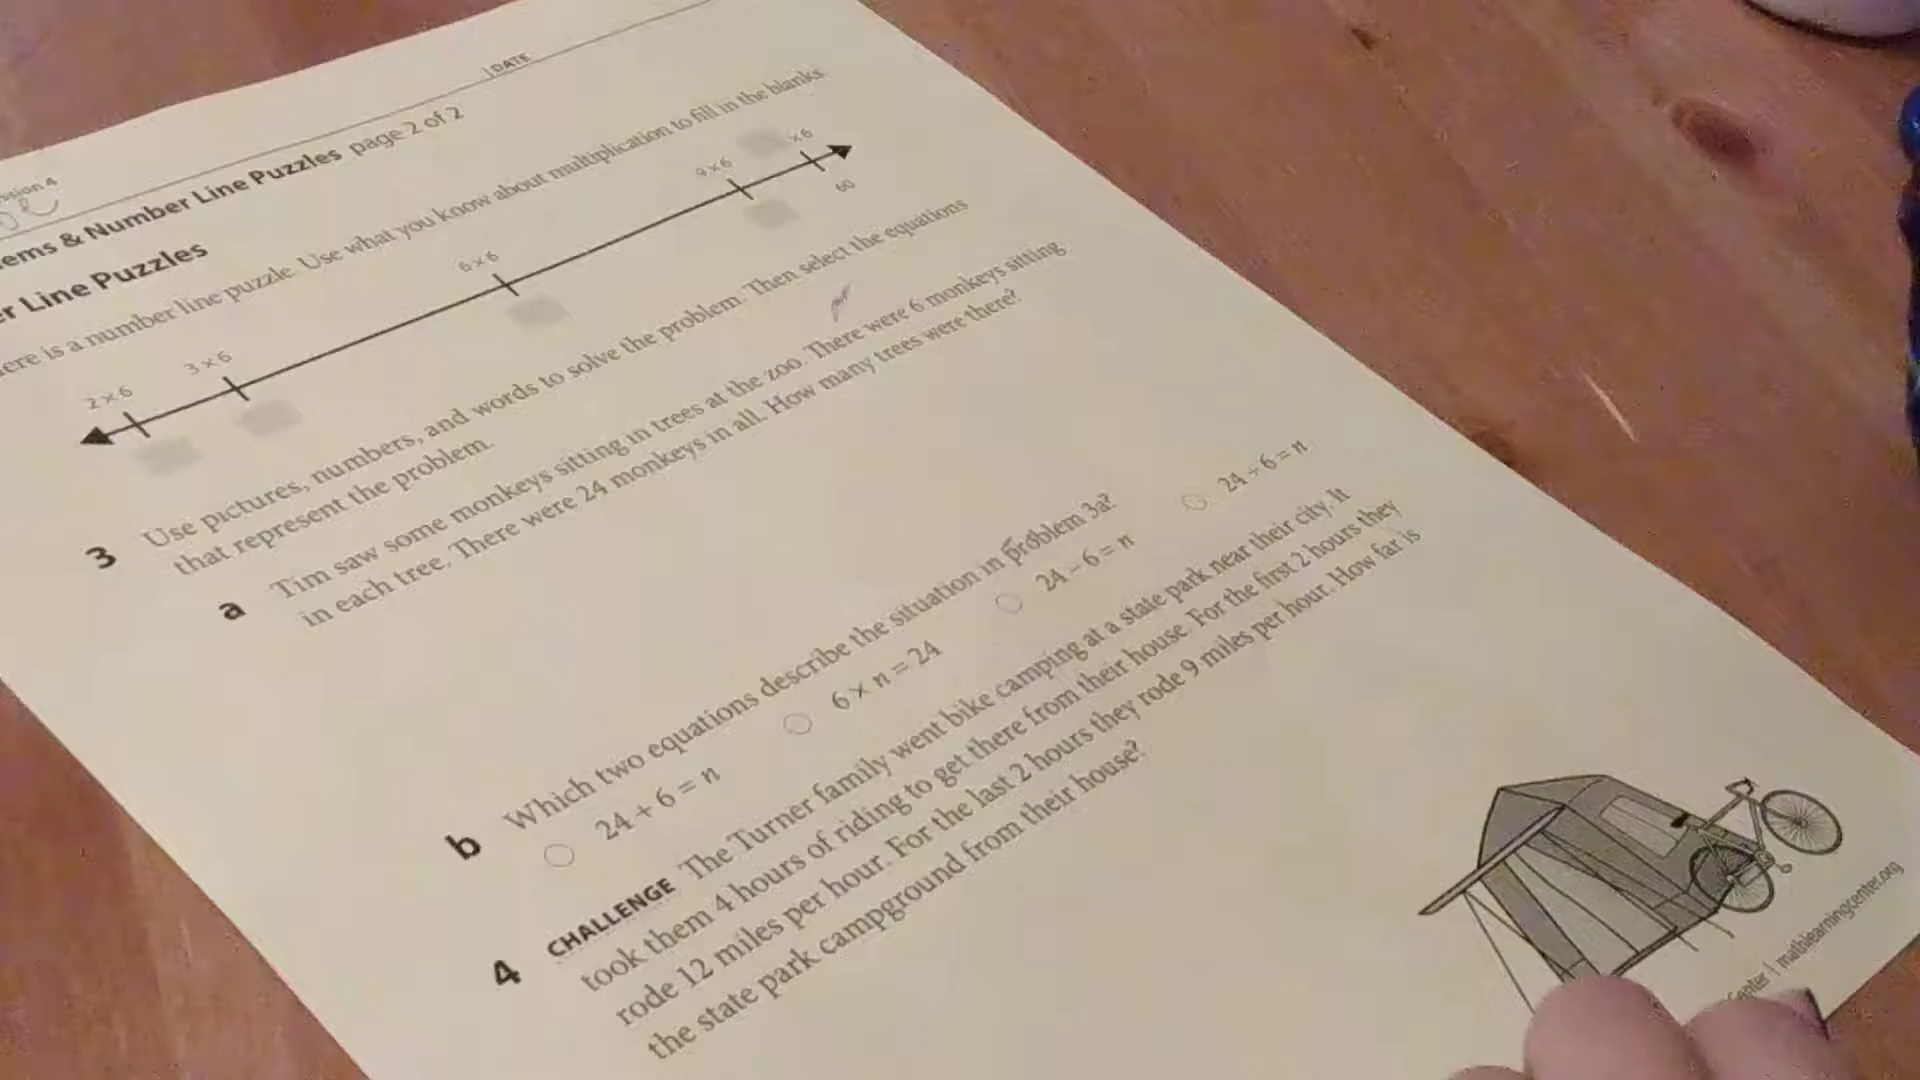 DATE
ssion 4
ems & Number Line Puzzles page 2 of 2
er Line Puzzles
ere is a number line puzzle. Use what you know about multiplication to fill in the blanks.
2 × 6 3 × 6 6 × 6 9 × 6 × 6
60
3 Use pictures, numbers, and words to solve the problem. Then select the equations
that represent the problem.
a Tim saw some monkeys sitting in trees at the zoo. There were 6 monkeys sitting
in each tree. There were 24 monkeys in all. How many trees were there?
b Which two equations describe the situation in problem 3a?
24 + 6 = n 6 × n = 24 24 – 6 = n 24 ÷ 6 = n
4 CHALLENGE The Turner family went bike camping at a state park near their city. It
took them 4 hours of riding to get there from their house. For the first 2 hours they
rode 12 miles per hour. For the last 2 hours they rode 9 miles per hour. How far is
the state park campground from their house?
Center | mathlearningcenter.org